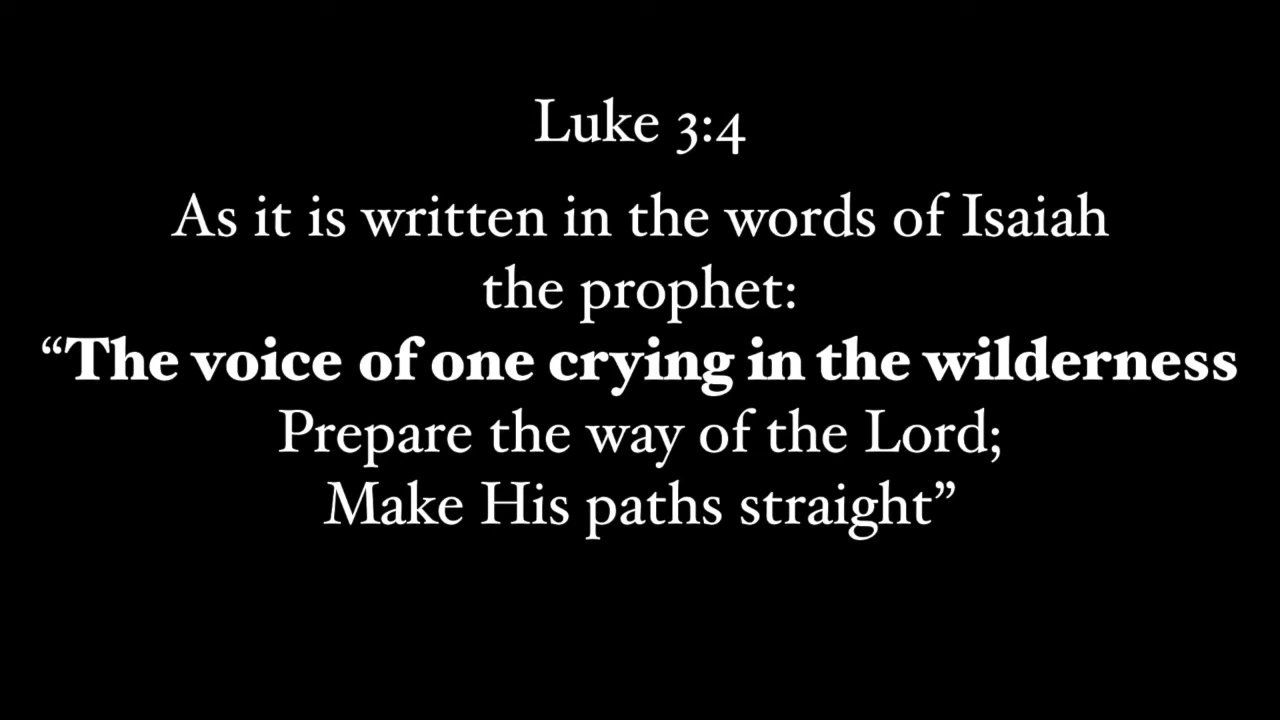 Luke 3:4
As it is written in the words of Isaiah
the prophet:
“The voice of one crying in the wilderness
Prepare the way of the Lord;
Make His paths straight”